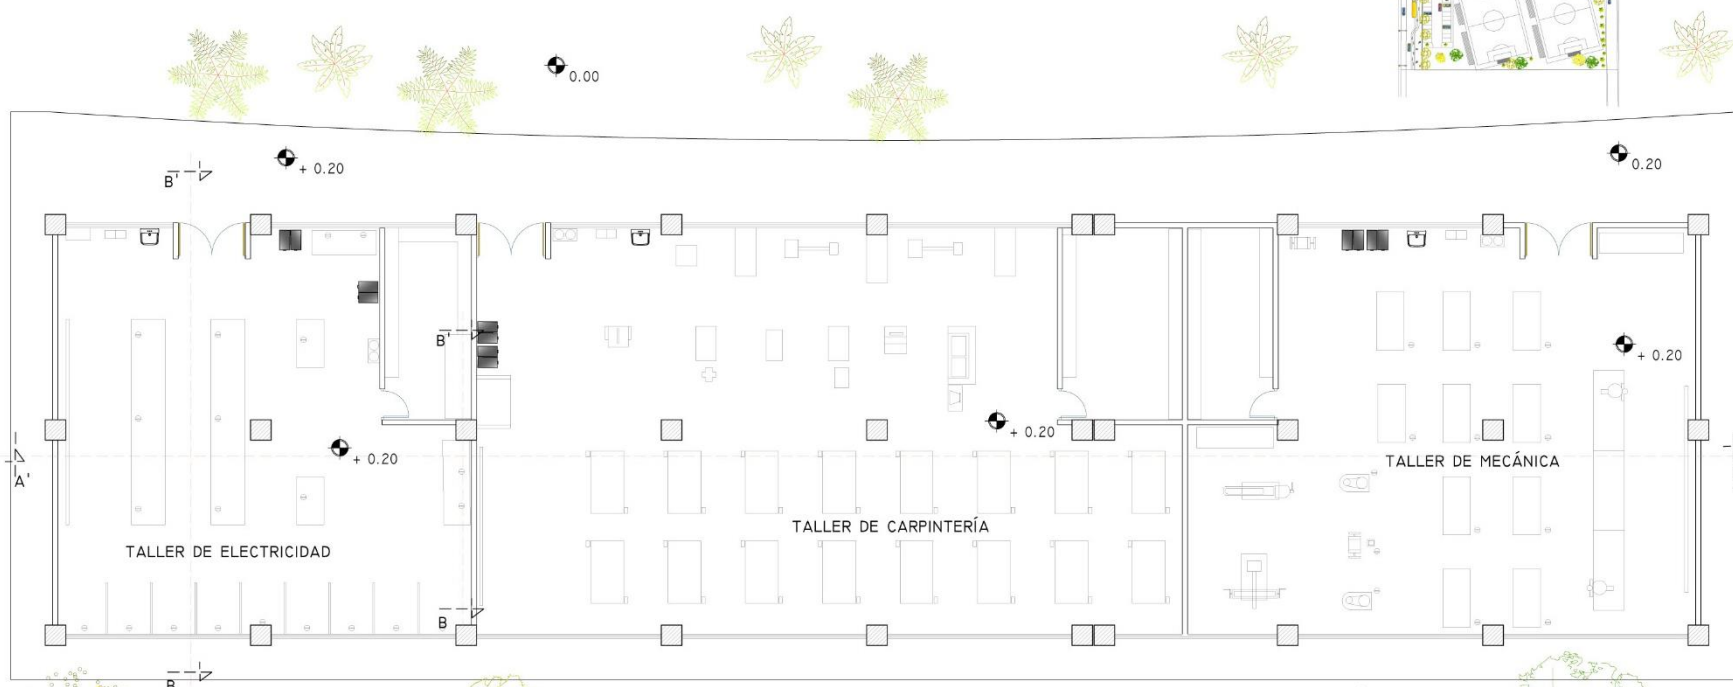 0.00
+ 0.20
0.20
B'
B'
+ 0.20
+ 0.20
+ 0.20
A'
TALLER DE MECÁNICA
TALLER DE CARPINTERÍA
TALLER DE ELECTRICIDAD
B
B